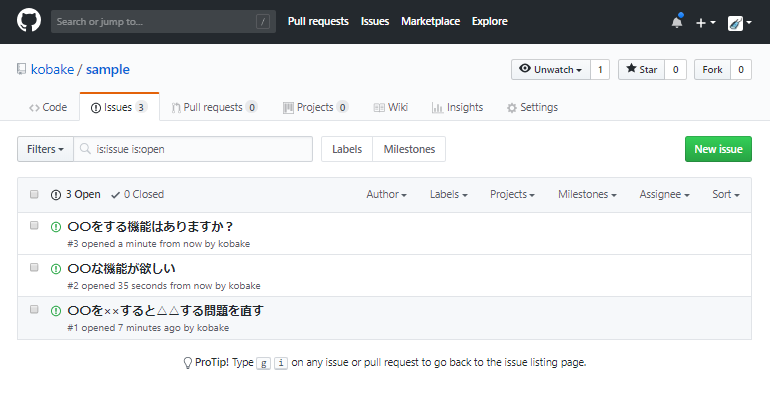 Search or jump to... / Pull requests Issues Marketplace Explore
kobake / sample Unwatch 1 Star 0 Fork 0
Code Issues 3 Pull requests 0 Projects 0 Wiki Insights Settings
Filters is:issue is:open Labels Milestones New issue
3 Open 0 Closed Author Labels Projects Milestones Assignee Sort
〇〇をする機能はありますか？
#3 opened a minute from now by kobake
〇〇な機能が欲しい
#2 opened 35 seconds from now by kobake
〇〇を××すると△△する問題を直す
#1 opened 7 minutes ago by kobake
ProTip! Type g i on any issue or pull request to go back to the issue listing page.